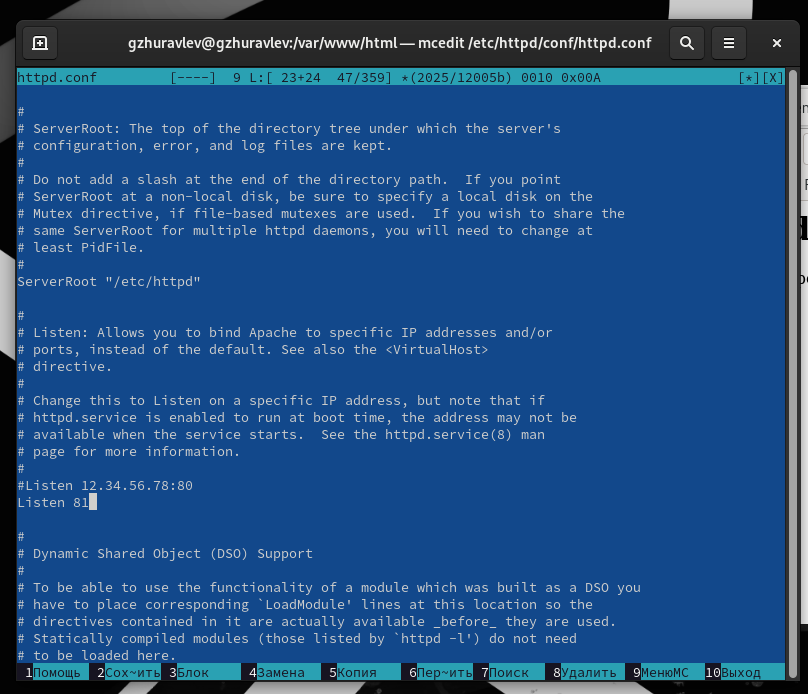 gzhuravlev@gzhuravlev:/var/www/html — mcedit /etc/httpd/conf/httpd.conf
httpd.conf [----] 9 L:[ 23+24 47/359] *(2025/12005b) 0010 0x00A [*][X]
#
# ServerRoot: The top of the directory tree under which the server's
# configuration, error, and log files are kept.
#
# Do not add a slash at the end of the directory path.  If you point
# ServerRoot at a non-local disk, be sure to specify a local disk on the
# Mutex directive, if file-based mutexes are used.  If you wish to share the
# same ServerRoot for multiple httpd daemons, you will need to change at
# least PidFile.
#
ServerRoot "/etc/httpd"
#
# Listen: Allows you to bind Apache to specific IP addresses and/or
# ports, instead of the default. See also the <VirtualHost>
# directive.
#
# Change this to Listen on a specific IP address, but note that if
# httpd.service is enabled to run at boot time, the address may not be
# available when the service starts.  See the httpd.service(8) man
# page for more information.
#
#Listen 12.34.56.78:80
Listen 81
#
# Dynamic Shared Object (DSO) Support
#
# To be able to use the functionality of a module which was built as a DSO you
# have to place corresponding `LoadModule' lines at this location so the
# directives contained in it are actually available _before_ they are used.
# Statically compiled modules (those listed by `httpd -l') do not need
# to be loaded here.
1Помощь 2Сох~ить 3Блок 4Замена 5Копия 6Пер~ить 7Поиск 8Удалить 9МенюMC 10Выход